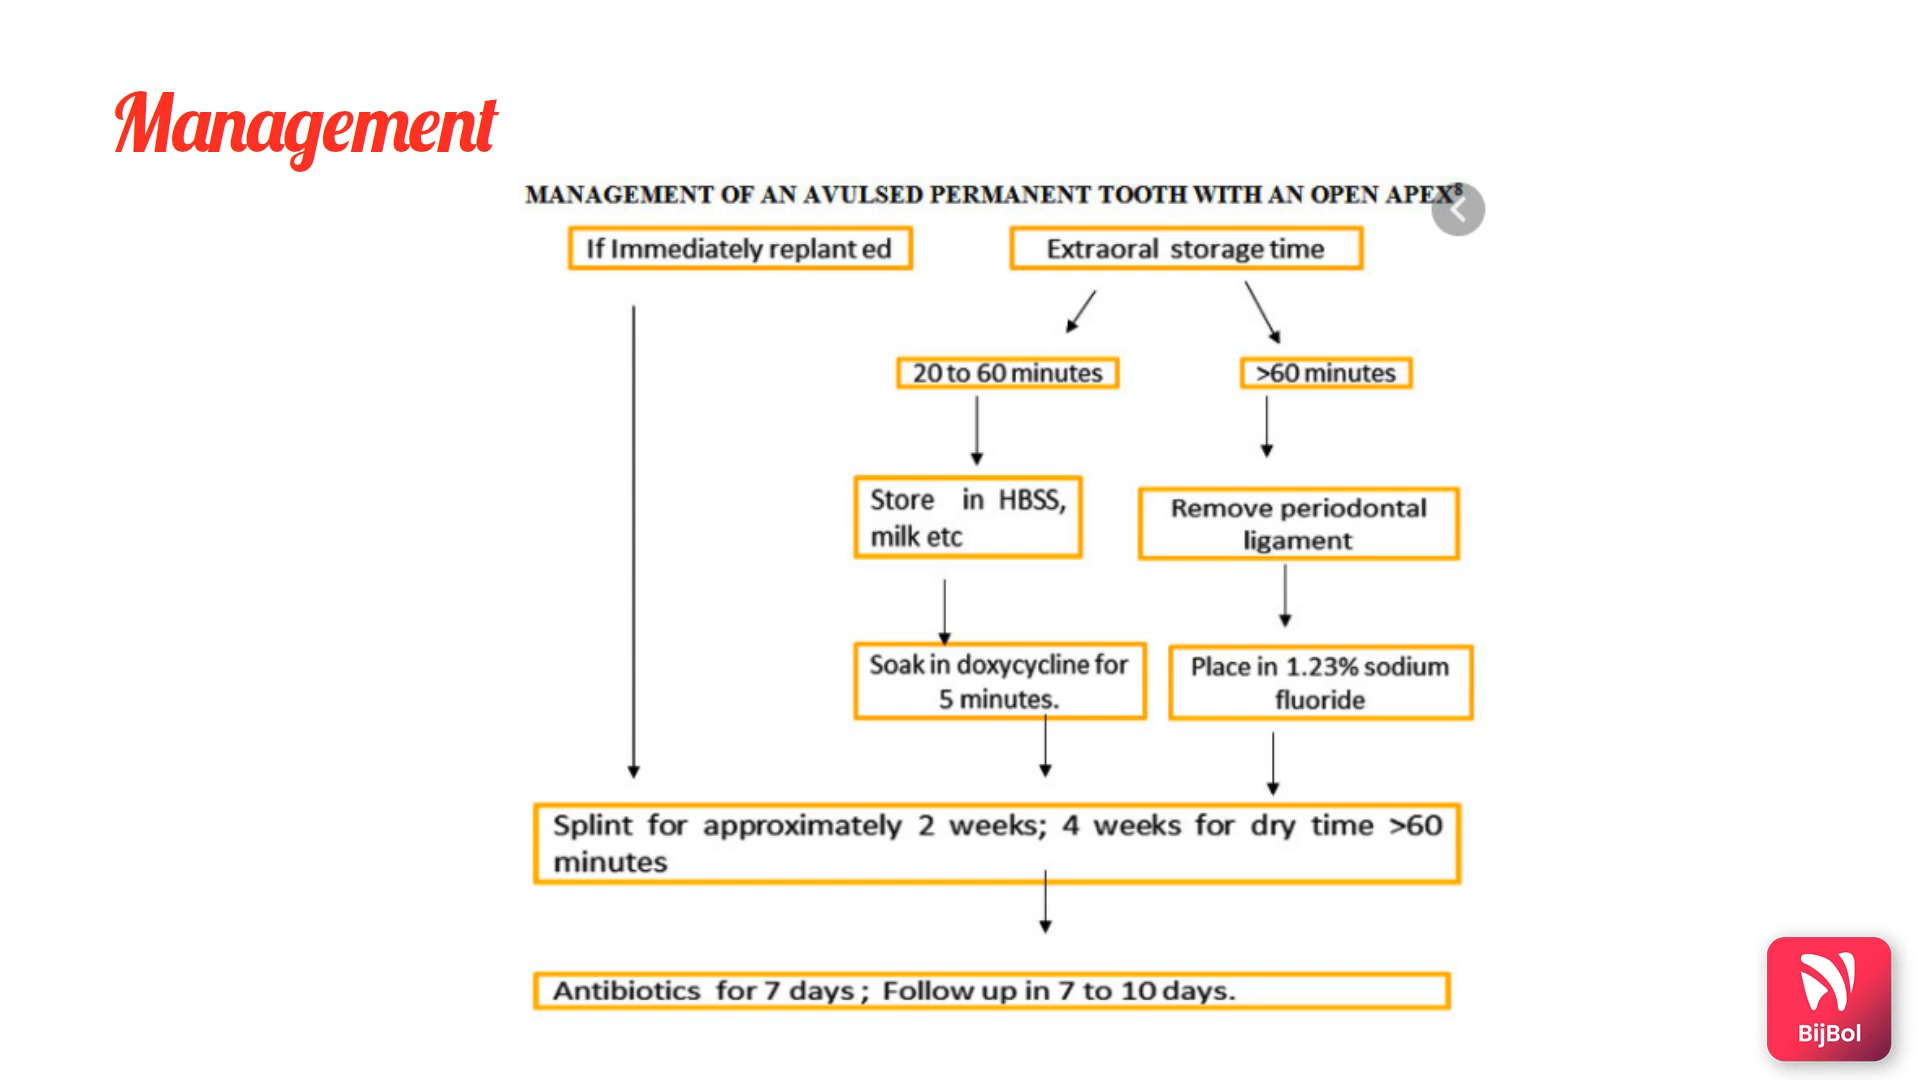 Management
MANAGEMENT OF AN AVULSED PERMANENT TOOTH WITH AN OPEN APEX⁸
If Immediately replant ed
Extraoral storage time
20 to 60 minutes
>60 minutes
Store in HBSS,
milk etc
Remove periodontal
ligament
Soak in doxycycline for
5 minutes.
Place in 1.23% sodium
fluoride
Splint for approximately 2 weeks; 4 weeks for dry time >60
minutes
Antibiotics for 7 days ; Follow up in 7 to 10 days.
BijBol